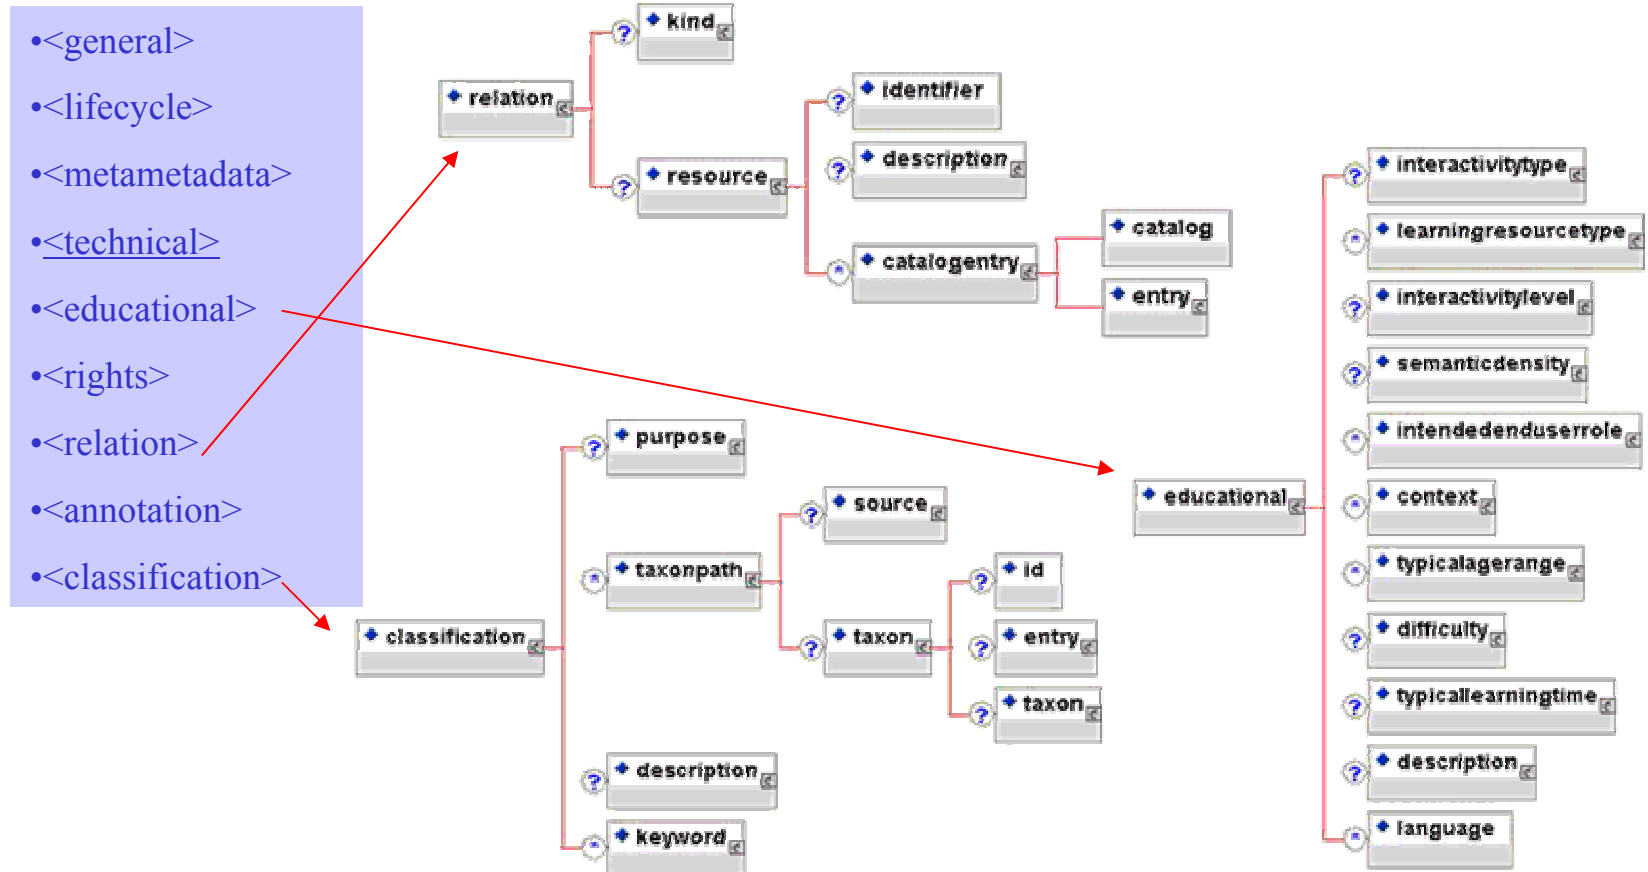 •<general>
•<lifecycle>
•<metametadata>
•<technical>
•<educational>
•<rights>
•<relation>
•<annotation>
•<classification>
relation
?
kind
?
resource
?
identifier
?
description
*
catalogentry
catalog
entry
classification
?
purpose
*
taxonpath
?
source
?
taxon
?
id
?
entry
?
taxon
?
description
*
keyword
educational
?
interactivitytype
*
learningresourcetype
?
interactivitylevel
?
semanticdensity
*
intendedenduserrole
*
context
*
typicalagerange
?
difficulty
?
typicallearningtime
?
description
*
language